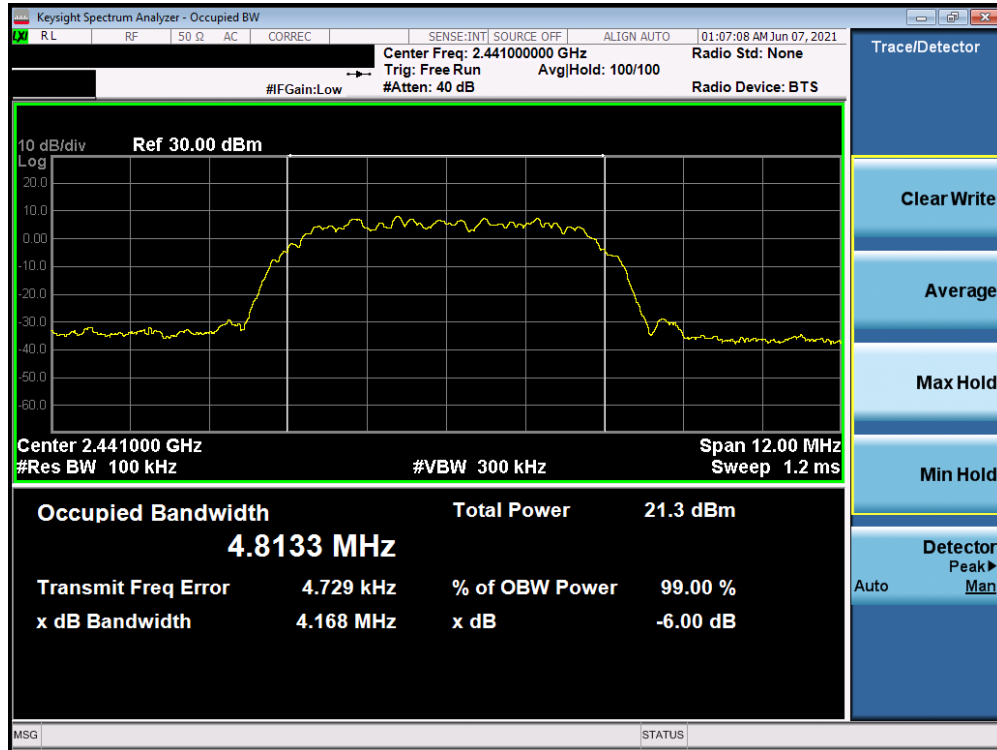 Keysight Spectrum Analyzer - Occupied BW
LXI RL RF 50 Ω AC CORREC SENSE:INT SOURCE OFF ALIGN AUTO 01:07:08 AM Jun 07, 2021
Center Freq: 2.441000000 GHz Radio Std: None
Trig: Free Run Avg|Hold: 100/100
#IFGain:Low #Atten: 40 dB Radio Device: BTS
Trace/Detector
10 dB/div Ref 30.00 dBm
Log
20.0
10.0
0.00
-10.0
-20.0
-30.0
-40.0
-50.0
-60.0
Center 2.441000 GHz Span 12.00 MHz
#Res BW 100 kHz #VBW 300 kHz Sweep 1.2 ms
Occupied Bandwidth Total Power 21.3 dBm
4.8133 MHz
Transmit Freq Error 4.729 kHz % of OBW Power 99.00 %
x dB Bandwidth 4.168 MHz x dB -6.00 dB
Clear Write
Average
Max Hold
Min Hold
Detector
Peak▶
Auto Man
MSG STATUS